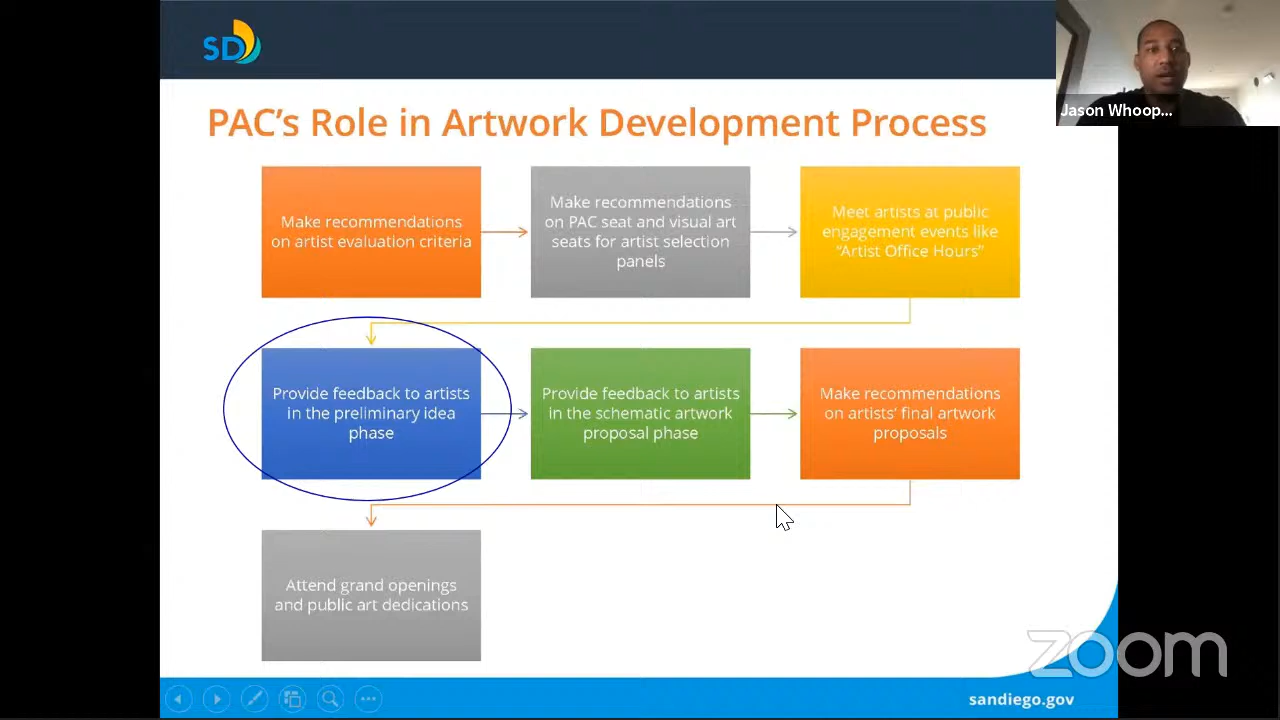 SD
Jason Whoop...
PAC's Role in Artwork Development Process
Make recommendations
on artist evaluation criteria
Make recommendations
on PAC seat and visual art
seats for artist selection
panels
Meet artists at public
engagement events like
“Artist Office Hours”
Provide feedback to artists
in the preliminary idea
phase
Provide feedback to artists
in the schematic artwork
proposal phase
Make recommendations
on artists’ final artwork
proposals
Attend grand openings
and public art dedications
zoom
sandiego.gov